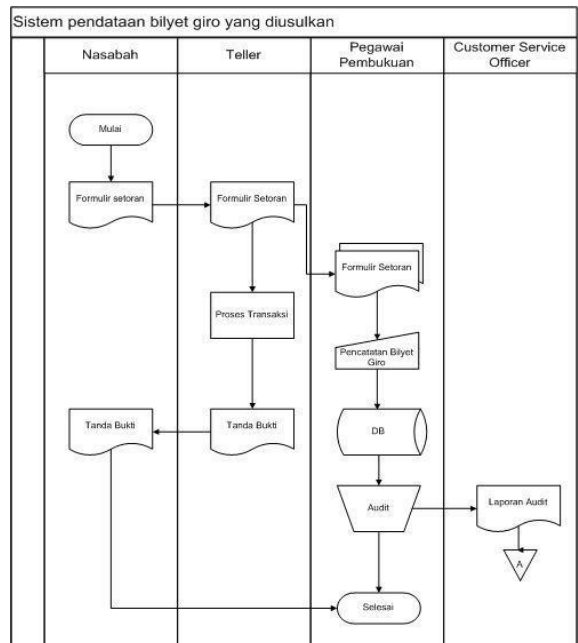 Sistem pendataan bilyet giro yang diusulkan
Nasabah
Teller
Pegawai
Pembukuan
Customer Service
Officer
Mulai
Formulir setoran
Formulir Setoran
Formulir Setoran
Proses Transaksi
Pencatatan Bilyet
Giro
Tanda Bukti
Tanda Bukti
DB
Audit
Laporan Audit
A
Selesai